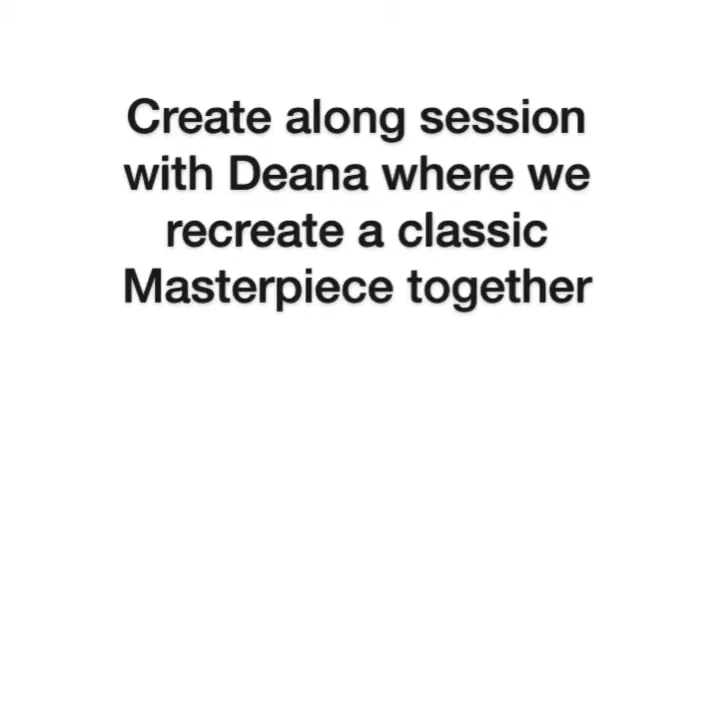 Create along session
with Deana where we
recreate a classic
Masterpiece together